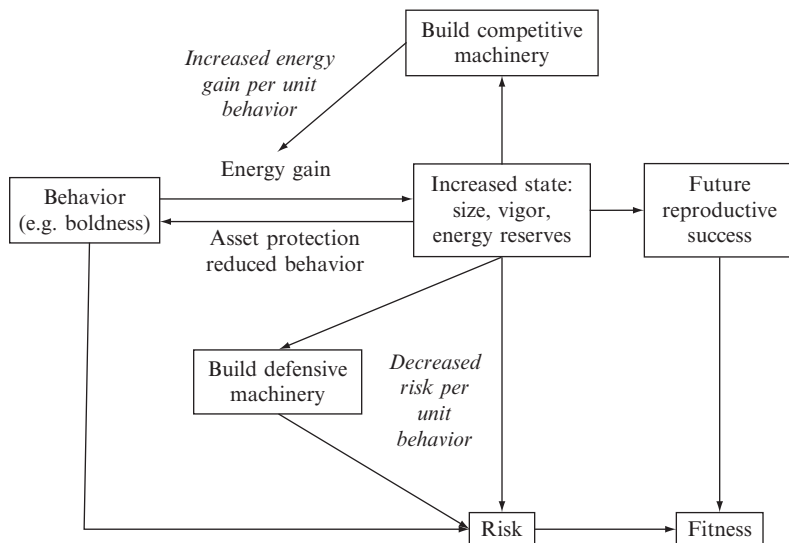 Build competitive
machinery
Increased energy
gain per unit
behavior
Energy gain
Behavior
(e.g. boldness)
Increased state:
size, vigor,
energy reserves
Future
reproductive
success
Asset protection
reduced behavior
Build defensive
machinery
Decreased
risk per
unit
behavior
Risk
Fitness